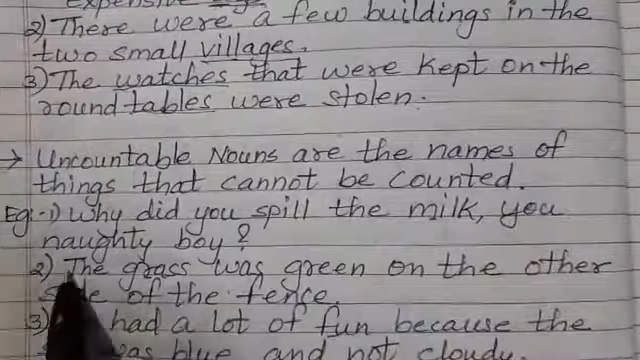 2) There were a few buildings in the
two small villages.
3) The watches that were kept on the
round tables were stolen.
→ Uncountable Nouns are the names of
things that cannot be counted.
Eg:-1) Why did you spill the milk, you
naughty boy?
2) The grass was green on the other
of the fence.
3) had a lot of fun because the
was blue and not cloudy.